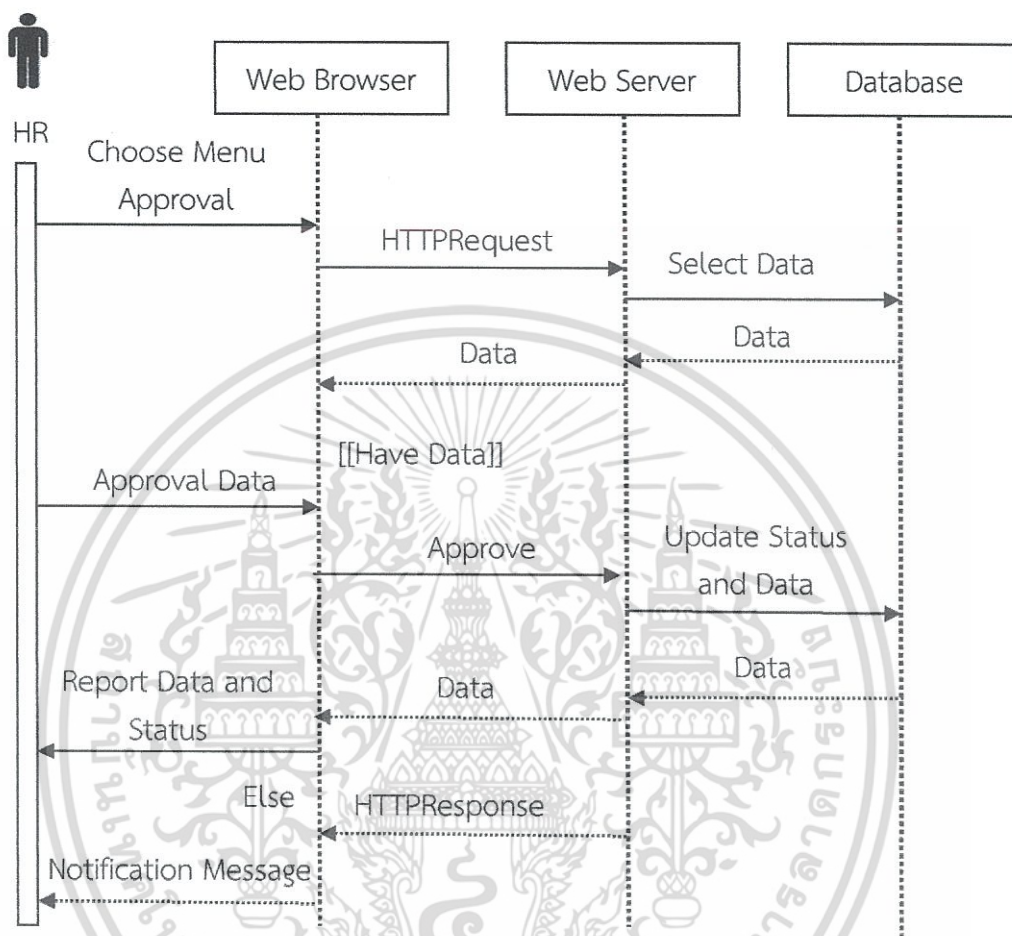 Web Browser
Web Server
Database
HR
Choose Menu
Approval
HTTPRequest
Select Data
Data
Data
[[Have Data]]
Approval Data
Approve
Update Status
and Data
Data
Data
Report Data and
Status
Else
HTTPResponse
Notification Message